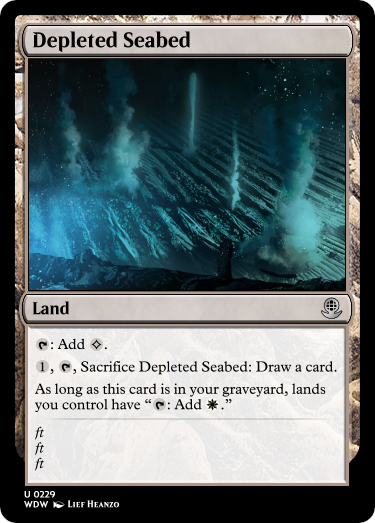 Depleted Seabed
Land
: Add .
1, , Sacrifice Depleted Seabed: Draw a card.
As long as this card is in your graveyard, lands
you control have “: Add .”
ft
ft
ft
U 0229
WDW Lief Heanzo